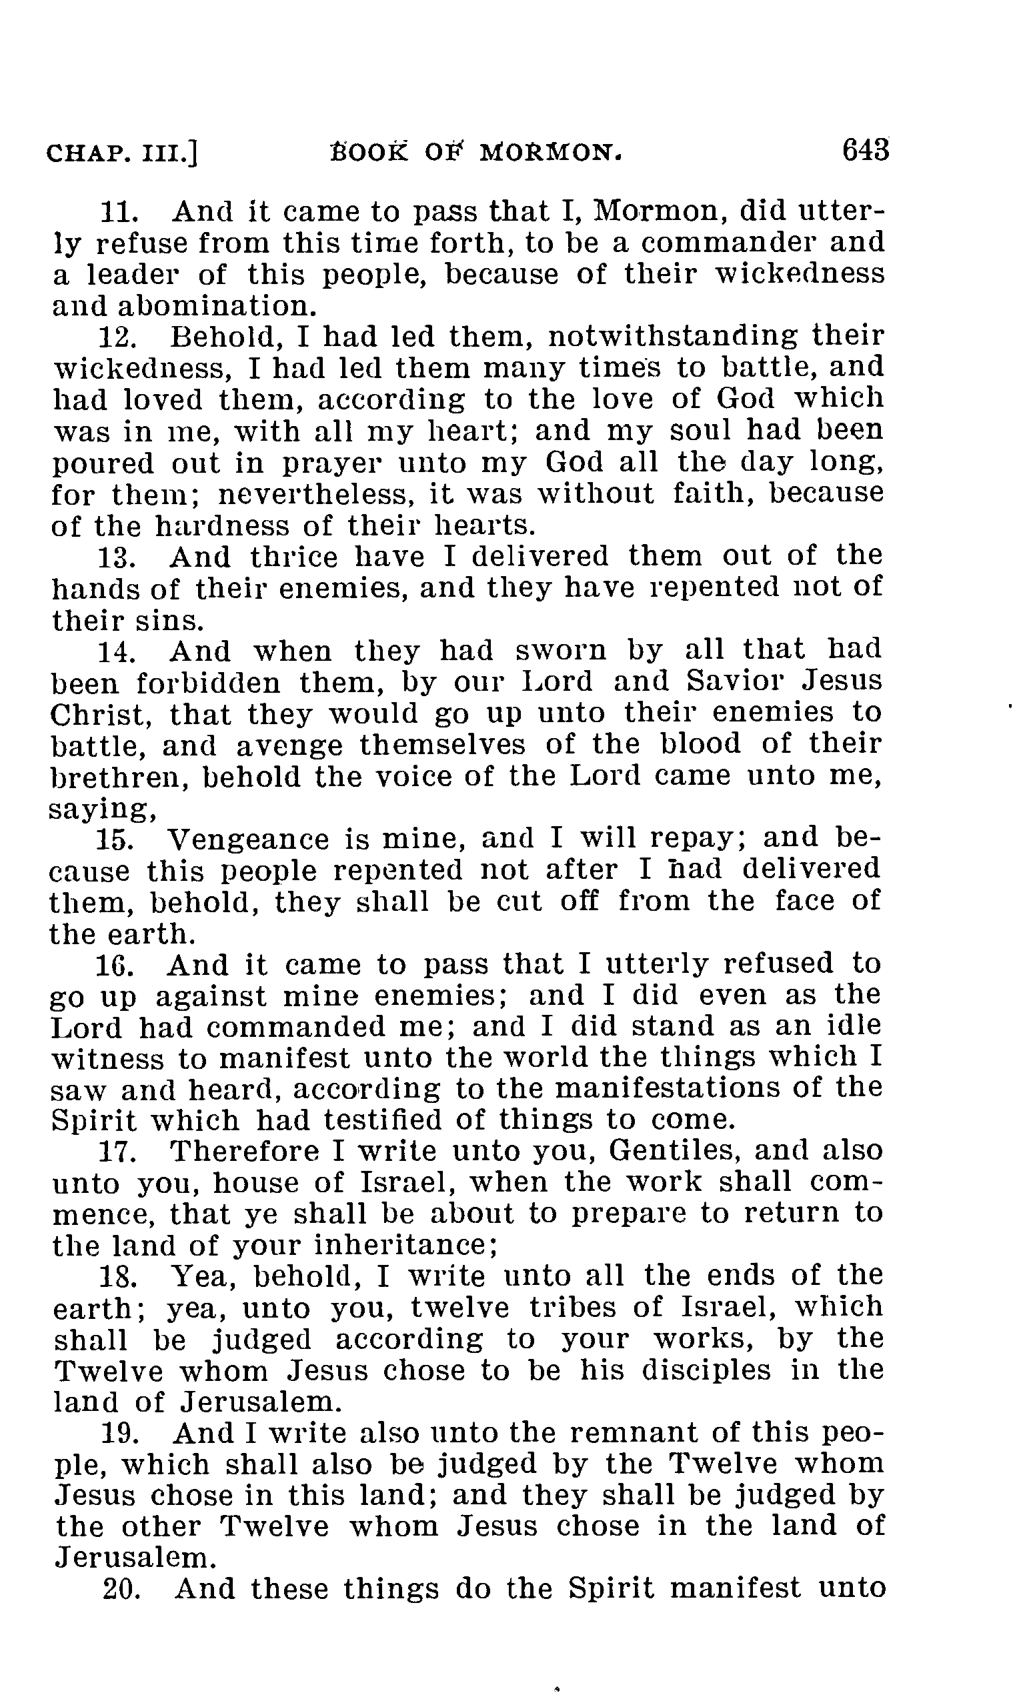 CHAP. III.] BOOK OF MORMON. 643
11. And it came to pass that I, Mormon, did utter-
ly refuse from this time forth, to be a commander and
a leader of this people, because of their wickedness
and abomination.
12. Behold, I had led them, notwithstanding their
wickedness, I had led them many times to battle, and
had loved them, according to the love of God which
was in me, with all my heart; and my soul had been
poured out in prayer unto my God all the day long,
for them; nevertheless, it was without faith, because
of the hardness of their hearts.
13. And thrice have I delivered them out of the
hands of their enemies, and they have repented not of
their sins.
14. And when they had sworn by all that had
been forbidden them, by our Lord and Savior Jesus
Christ, that they would go up unto their enemies to
battle, and avenge themselves of the blood of their
brethren, behold the voice of the Lord came unto me,
saying,
15. Vengeance is mine, and I will repay; and be-
cause this people repented not after I had delivered
them, behold, they shall be cut off from the face of
the earth.
16. And it came to pass that I utterly refused to
go up against mine enemies; and I did even as the
Lord had commanded me; and I did stand as an idle
witness to manifest unto the world the things which I
saw and heard, according to the manifestations of the
Spirit which had testified of things to come.
17. Therefore I write unto you, Gentiles, and also
unto you, house of Israel, when the work shall com-
mence, that ye shall be about to prepare to return to
the land of your inheritance;
18. Yea, behold, I write unto all the ends of the
earth; yea, unto you, twelve tribes of Israel, which
shall be judged according to your works, by the
Twelve whom Jesus chose to be his disciples in the
land of Jerusalem.
19. And I write also unto the remnant of this peo-
ple, which shall also be judged by the Twelve whom
Jesus chose in this land; and they shall be judged by
the other Twelve whom Jesus chose in the land of
Jerusalem.
20. And these things do the Spirit manifest unto